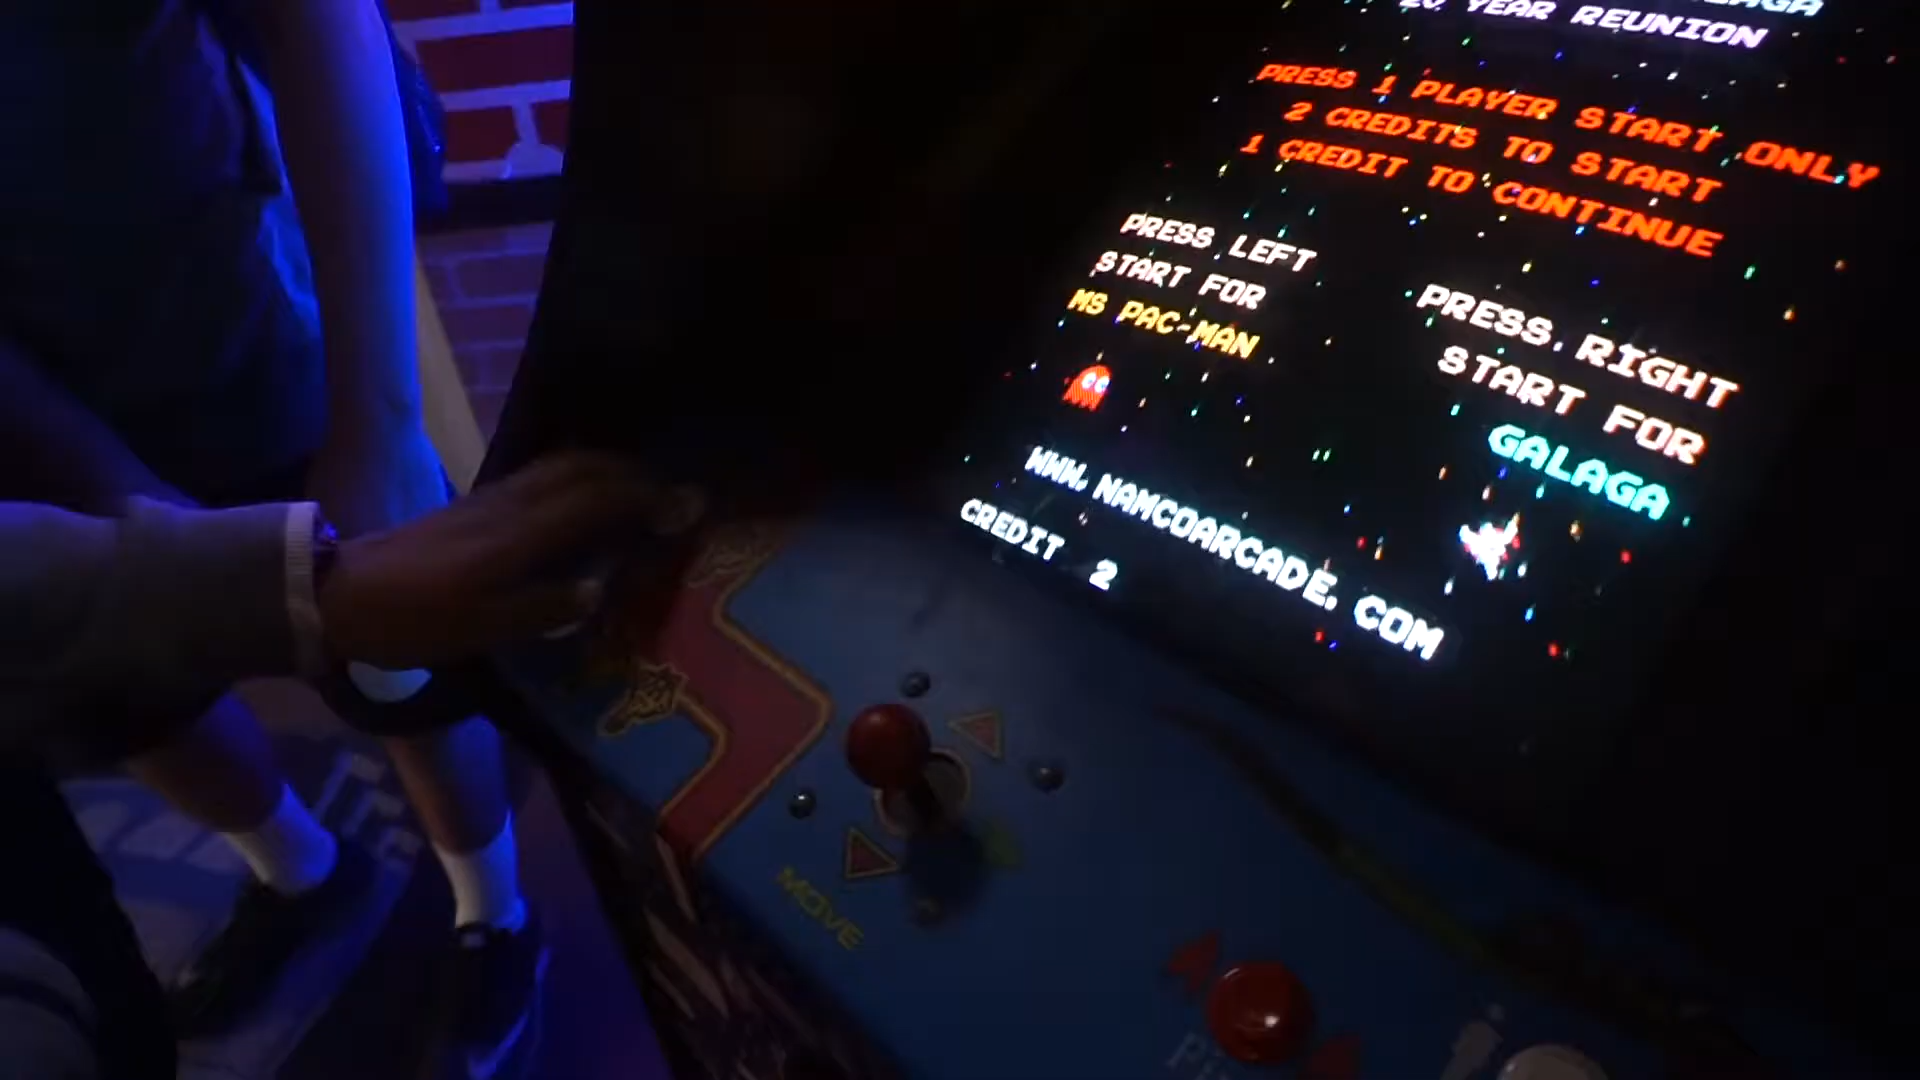 20 YEAR REUNION
PRESS 1 PLAYER START ONLY
2 CREDITS TO START
1 CREDIT TO CONTINUE
PRESS LEFT
START FOR
MS PAC-MAN
PRESS RIGHT
START FOR
GALAGA
WWW.NAMCOARCADE.COM
CREDIT 2
MOVE